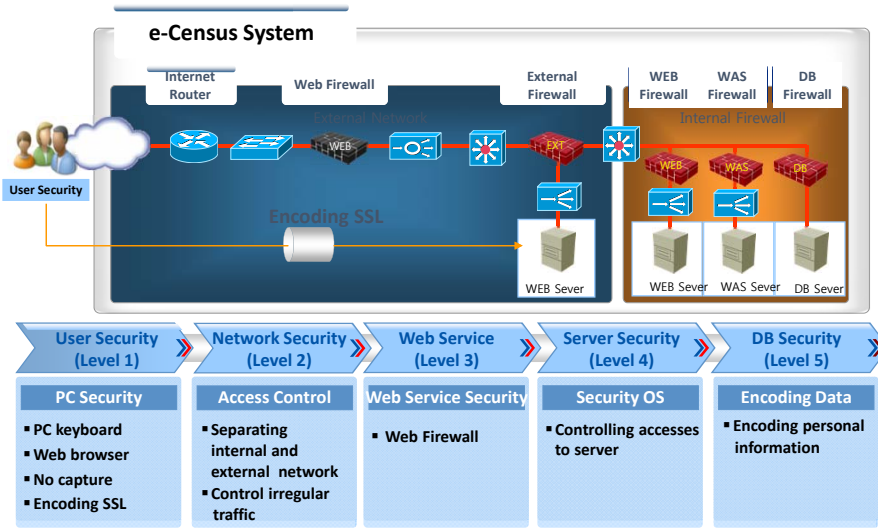 e-Census System
Internet
Router
Web Firewall
External
Firewall
WEB
Firewall
WAS
Firewall
DB
Firewall
External Network
Internal Firewall
WEB
EXT
WEB
WAS
DB
User Security
Encoding SSL
WEB Sever
WEB Sever
WAS Sever
DB Sever
User Security
(Level 1)
Network Security
(Level 2)
Web Service
(Level 3)
Server Security
(Level 4)
DB Security
(Level 5)
PC Security
▪ PC keyboard
▪ Web browser
▪ No capture
▪ Encoding SSL
Access Control
▪ Separating
internal and
external network
▪ Control irregular
traffic
Web Service Security
▪ Web Firewall
Security OS
▪ Controlling accesses
to server
Encoding Data
▪ Encoding personal
information